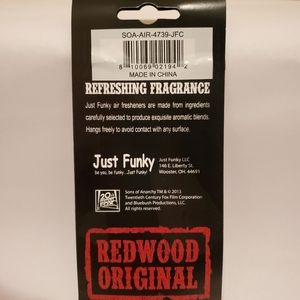 SOA-AIR-4739-JFC
8 10069 02194 2
MADE IN CHINA
REFRESHING FRAGRANCE
Just Funky air fresheners are made from ingredients
carefully selected to produce exquisite aromatic blends.
Hangs freely to avoid contact with any surface.
Just Funky
be you, be funky...Just Funky!
Just Funky LLC
146 E. Liberty St.
Wooster, OH. 44691
20th
Sons of Anarchy TM & © 2013
Twentieth Century Fox Film Corporation
and Bluebush Productions, LLC.
All rights reserved.
REDWOOD
ORIGINAL